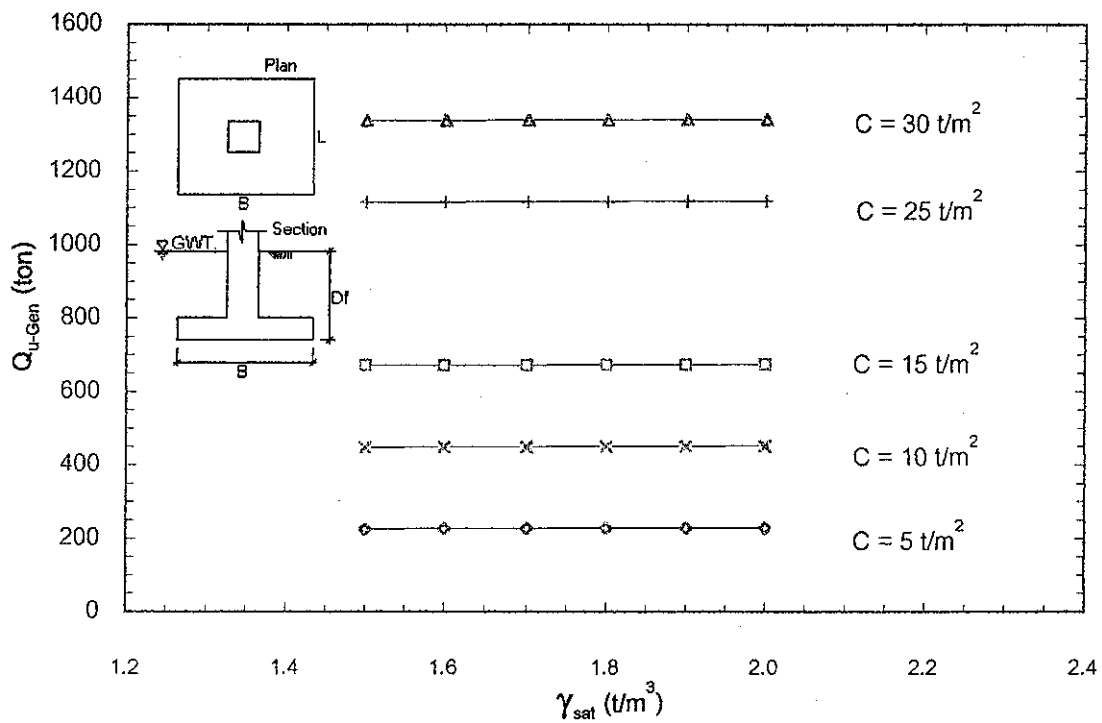 1600
1400
1200
1000
800
600
400
200
0
Q_u-Gen (ton)
Plan
L
B
Section
GWT.
Df
B
C = 30 t/m²
C = 25 t/m²
C = 15 t/m²
C = 10 t/m²
C = 5 t/m²
1.2 1.4 1.6 1.8 2.0 2.2 2.4
γ_sat (t/m³)